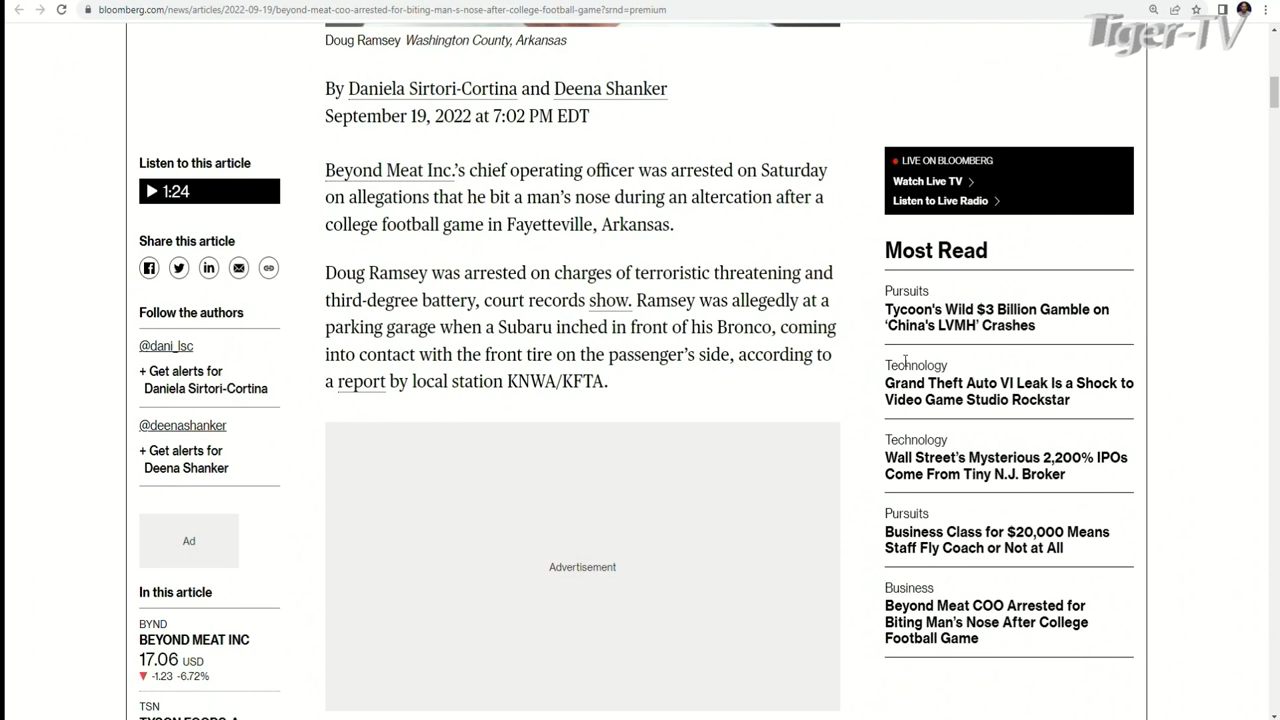 bloomberg.com/news/articles/2022-09-19/beyond-meat-coo-arrested-for-biting-man-s-nose-after-college-football-game?srnd=premium
Tiger-TV
Doug Ramsey Washington County, Arkansas
By Daniela Sirtori-Cortina and Deena Shanker
September 19, 2022 at 7:02 PM EDT
Listen to this article
1:24
Share this article
Follow the authors
@dani_lsc
+ Get alerts for
Daniela Sirtori-Cortina
@deenashanker
+ Get alerts for
Deena Shanker
Ad
In this article
BYND
BEYOND MEAT INC
17.06 USD
▼ -1.23 -6.72%
TSN
TYSON FOODS-A
Beyond Meat Inc.'s chief operating officer was arrested on Saturday
on allegations that he bit a man's nose during an altercation after a
college football game in Fayetteville, Arkansas.
Doug Ramsey was arrested on charges of terroristic threatening and
third-degree battery, court records show. Ramsey was allegedly at a
parking garage when a Subaru inched in front of his Bronco, coming
into contact with the front tire on the passenger's side, according to
a report by local station KNWA/KFTA.
Advertisement
LIVE ON BLOOMBERG
Watch Live TV >
Listen to Live Radio >
Most Read
Pursuits
Tycoon's Wild $3 Billion Gamble on
‘China's LVMH’ Crashes
Technology
Grand Theft Auto VI Leak Is a Shock to
Video Game Studio Rockstar
Technology
Wall Street's Mysterious 2,200% IPOs
Come From Tiny N.J. Broker
Pursuits
Business Class for $20,000 Means
Staff Fly Coach or Not at All
Business
Beyond Meat COO Arrested for
Biting Man's Nose After College
Football Game